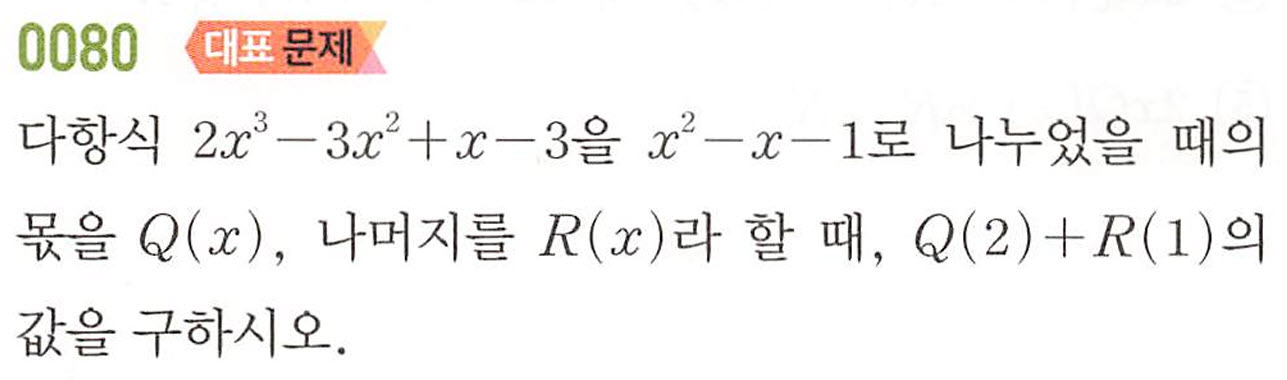 0080 대표 문제
다항식 2x³-3x²+x-3을 x²-x-1로 나누었을 때의
몫을 Q(x), 나머지를 R(x)라 할 때, Q(2)+R(1)의
값을 구하시오.